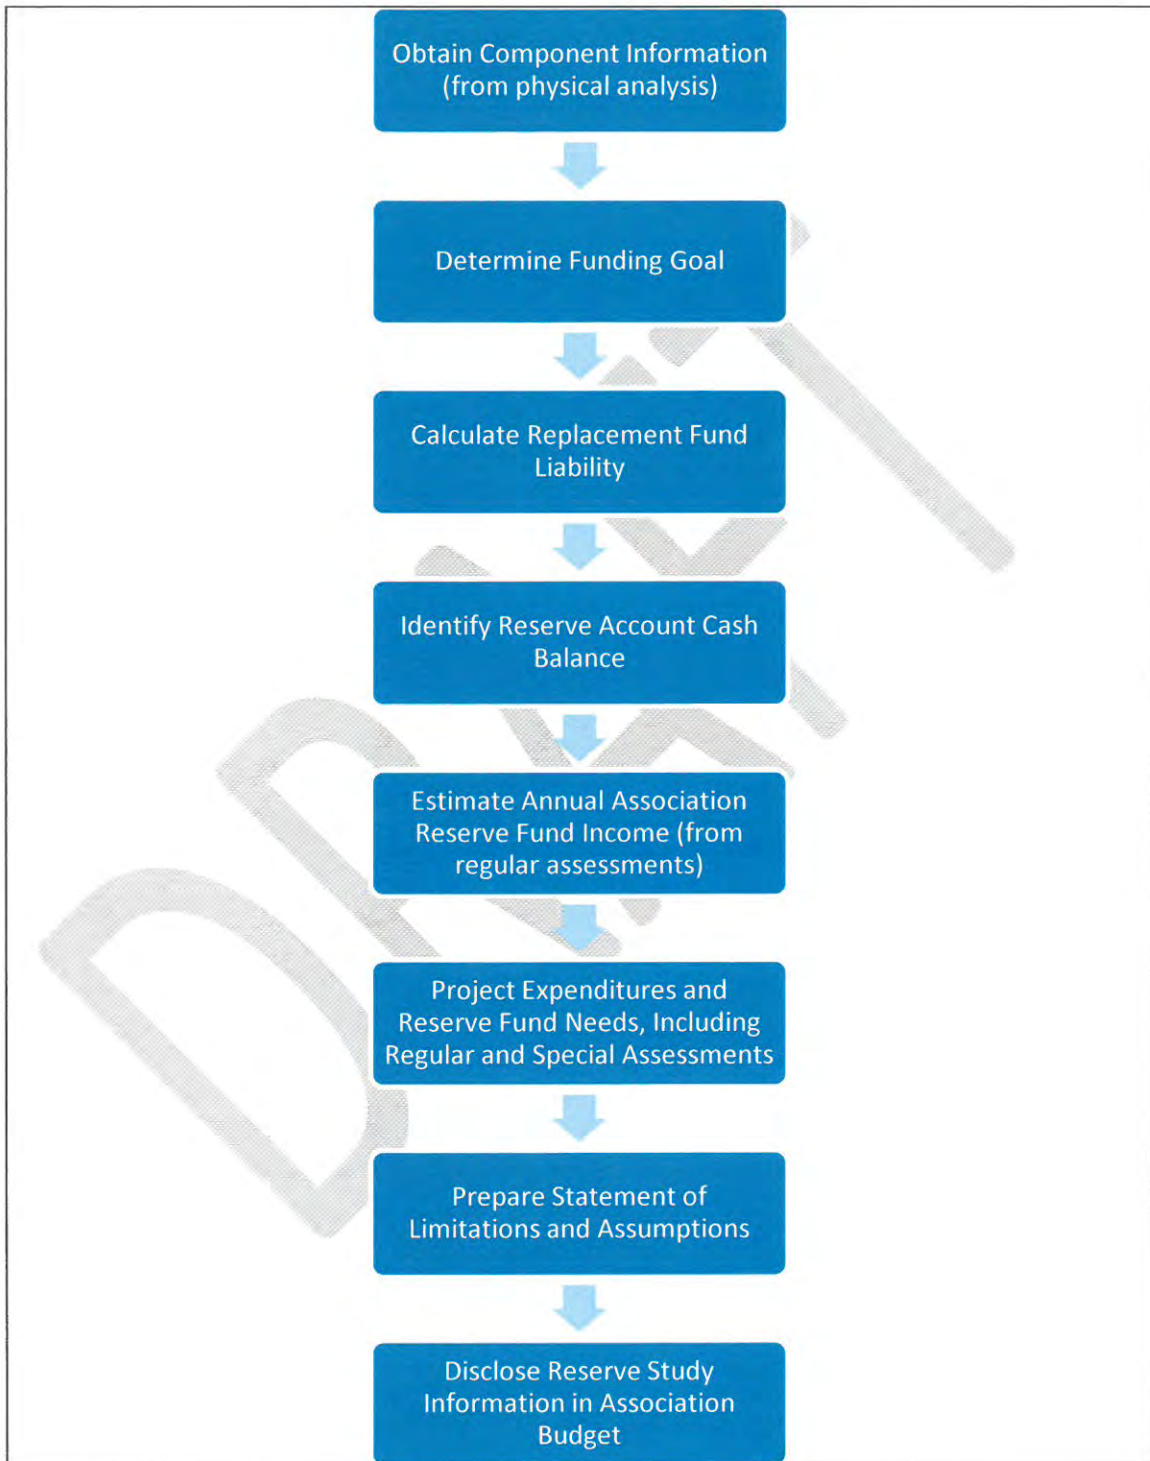 Obtain Component Information
(from physical analysis)
Determine Funding Goal
Calculate Replacement Fund
Liability
Identify Reserve Account Cash
Balance
Estimate Annual Association
Reserve Fund Income (from
regular assessments)
Project Expenditures and
Reserve Fund Needs, Including
Regular and Special Assessments
Prepare Statement of
Limitations and Assumptions
Disclose Reserve Study
Information in Association
Budget
DRAFT